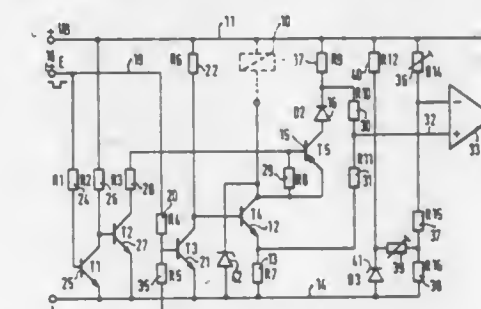 + UB 11 10
18 E 19
R6 22
17 R9 40 R12 36 R14
D2 16 R10 30
15 T5
32 33
R1 24 R2 26 R3 28
20 R4
29 R8
R11 31
R15 37
T2 27 T3 21 T4 12
25 T1 35 R5 42 13 R7
41 D3 39 R16 38
14